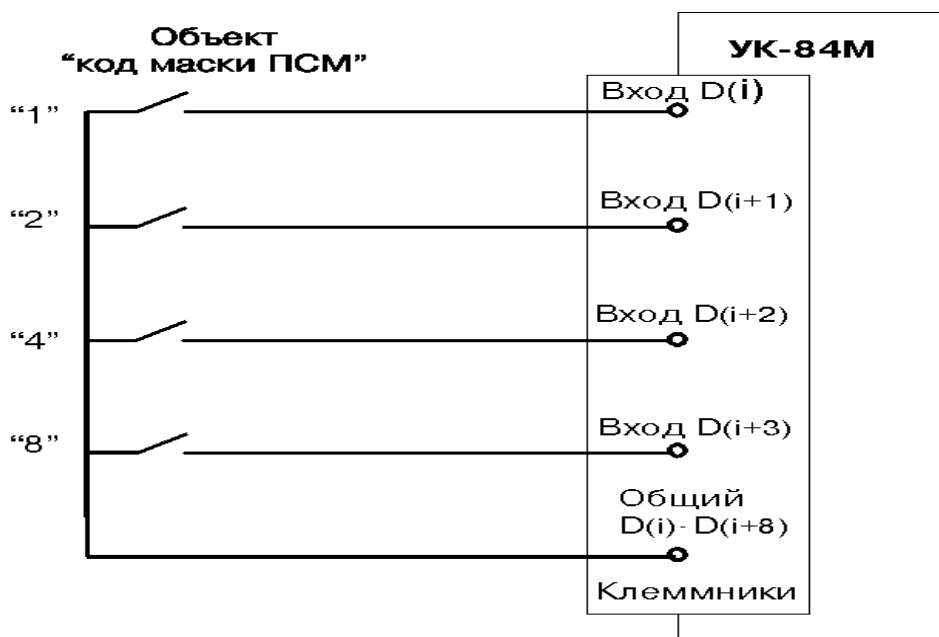 Объект
“код маски ПСМ”
УК-84М
“1”
Вход D(i)
“2”
Вход D(i+1)
“4”
Вход D(i+2)
“8”
Вход D(i+3)
Общий
D(i)- D(i+8)
Клеммники